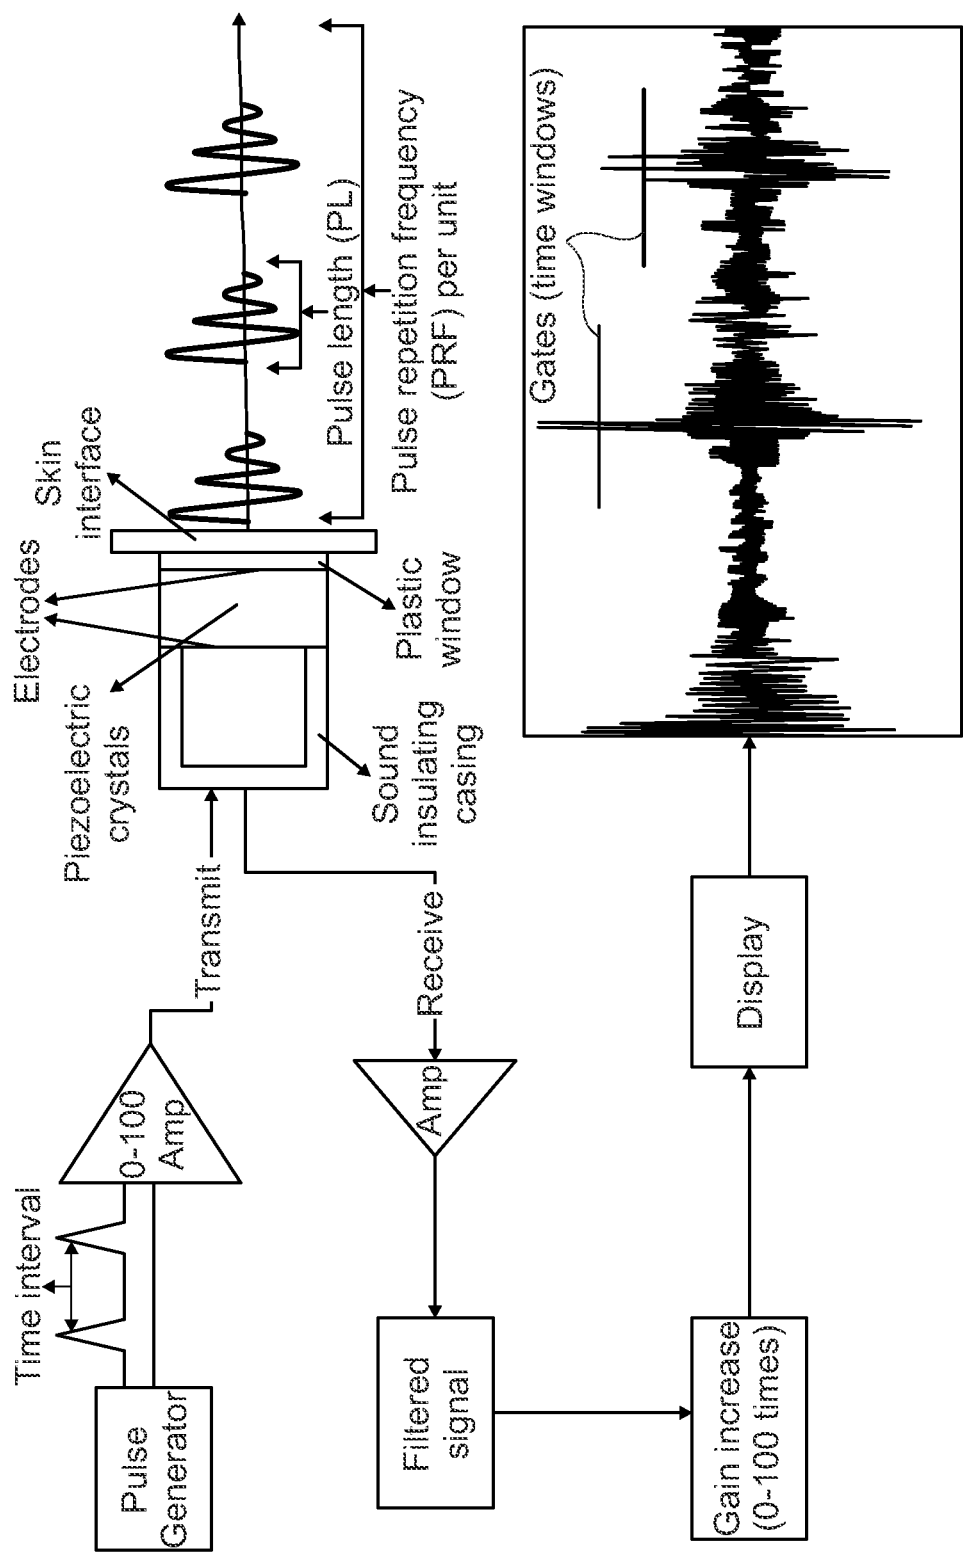 Time interval
Pulse
Generator
0-100
Amp
Transmit
Piezoelectric
crystals
Electrodes
Skin
interface
Plastic
window
Sound
insulating
casing
Pulse length (PL)
Pulse repetition frequency
(PRF) per unit
Receive
Amp
Filtered
signal
Gain increase
(0-100 times)
Display
Gates (time windows)